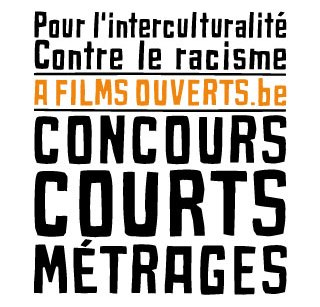 Pour l'interculturalité
Contre le racisme
A FILMS OUVERTS.be
CONCOURS
COURTS
MÉTRAGES